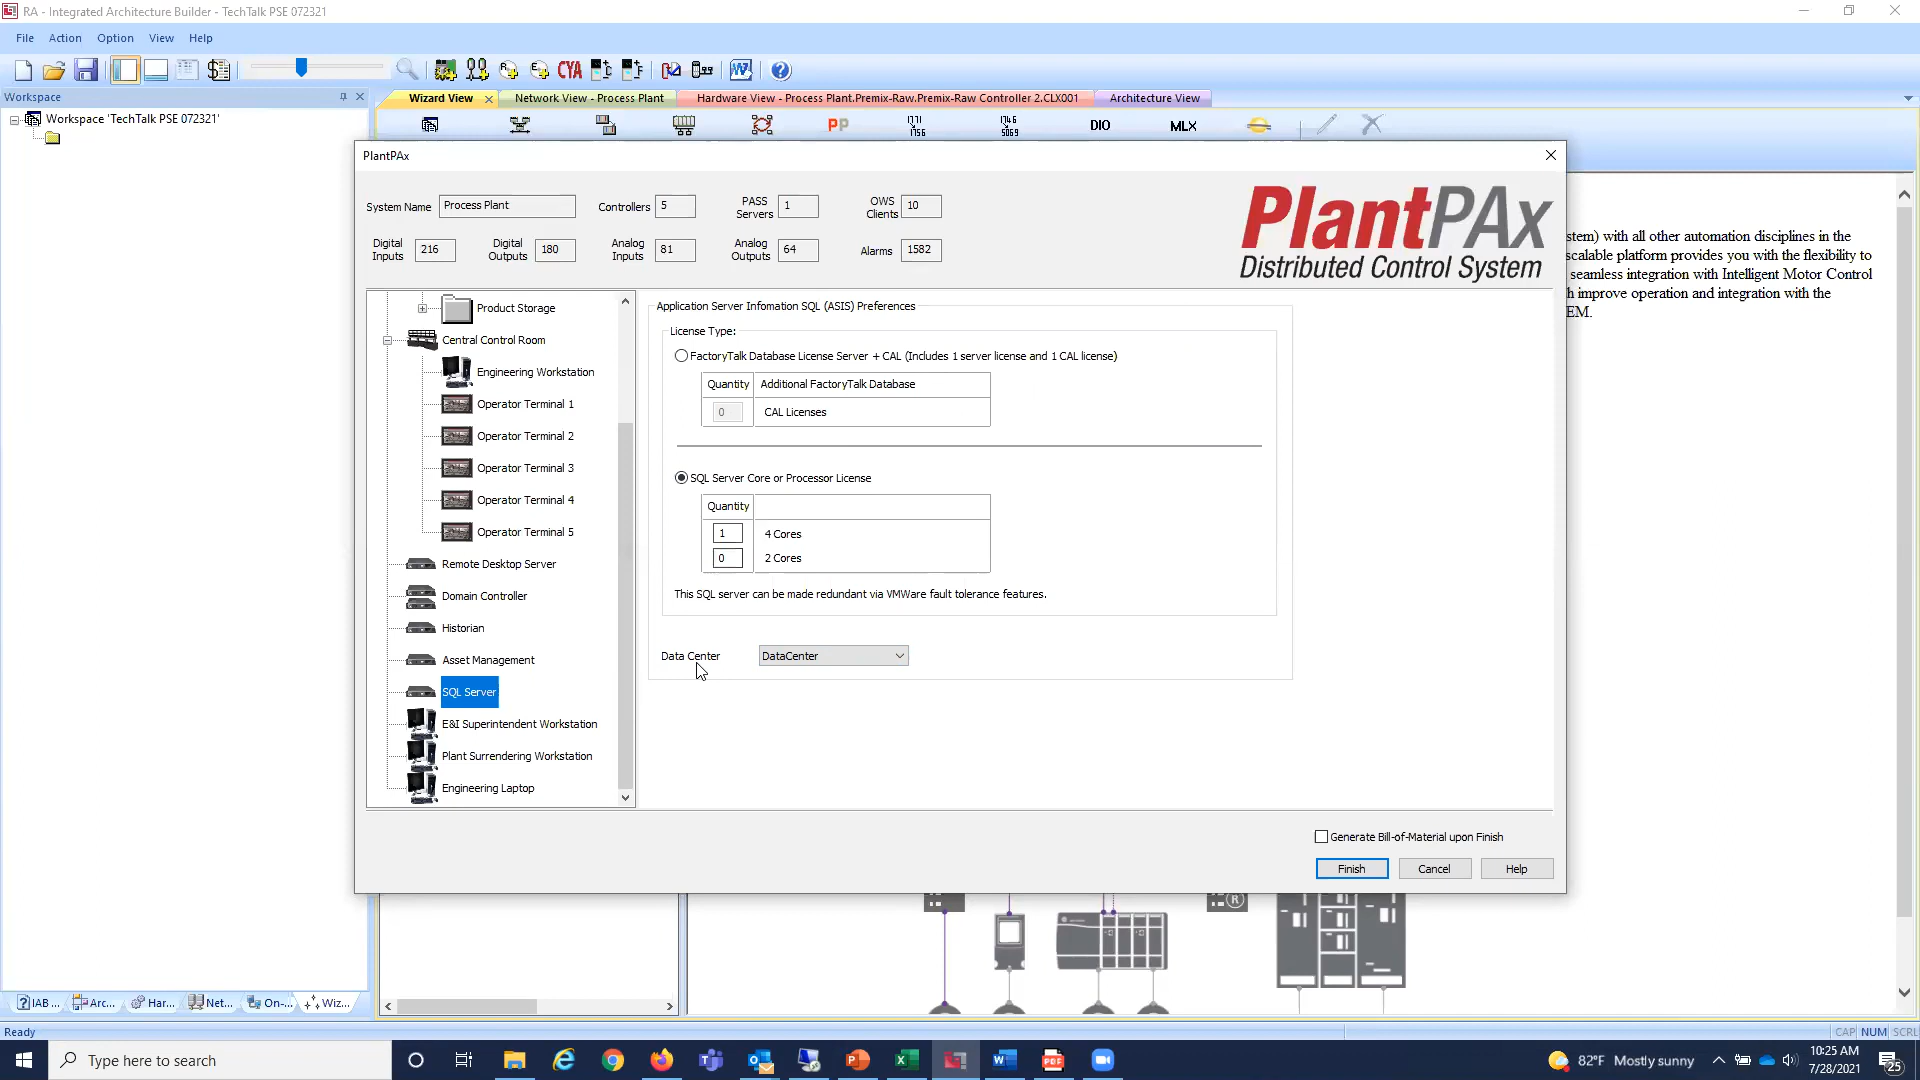 RA - Integrated Architecture Builder - TechTalk PSE 072321
File Action Option View Help
CYA
Workspace
Wizard View
Network View - Process Plant
Hardware View - Process Plant.Premix-Raw.Premix-Raw Controller 2.CLX001
Architecture View
Workspace 'TechTalk PSE 072321'
PP
1771
1756
1746
5069
DIO
MLX
PlantPAx
System Name Process Plant
Controllers 5
PASS Servers 1
OWS Clients 10
Digital Inputs 216
Digital Outputs 180
Analog Inputs 81
Analog Outputs 64
Alarms 1582
PlantPAx
Distributed Control System
stem) with all other automation disciplines in the
scalable platform provides you with the flexibility to
seamless integration with Intelligent Motor Control
h improve operation and integration with the
EM.
Product Storage
Central Control Room
Engineering Workstation
Operator Terminal 1
Operator Terminal 2
Operator Terminal 3
Operator Terminal 4
Operator Terminal 5
Remote Desktop Server
Domain Controller
Historian
Asset Management
SQL Server
E&I Superintendent Workstation
Plant Surrendering Workstation
Engineering Laptop
Application Server Infomation SQL (ASIS) Preferences
License Type:
FactoryTalk Database License Server + CAL (Includes 1 server license and 1 CAL license)
Quantity Additional FactoryTalk Database
0 CAL Licenses
SQL Server Core or Processor License
Quantity
1 4 Cores
0 2 Cores
This SQL server can be made redundant via VMWare fault tolerance features.
Data Center DataCenter
Generate Bill-of-Material upon Finish
Finish Cancel Help
IAB ... Arc... Har... Net... On-... Wiz...
Ready
CAP NUM SCRL
Type here to search
82°F Mostly sunny
10:25 AM
7/28/2021
25